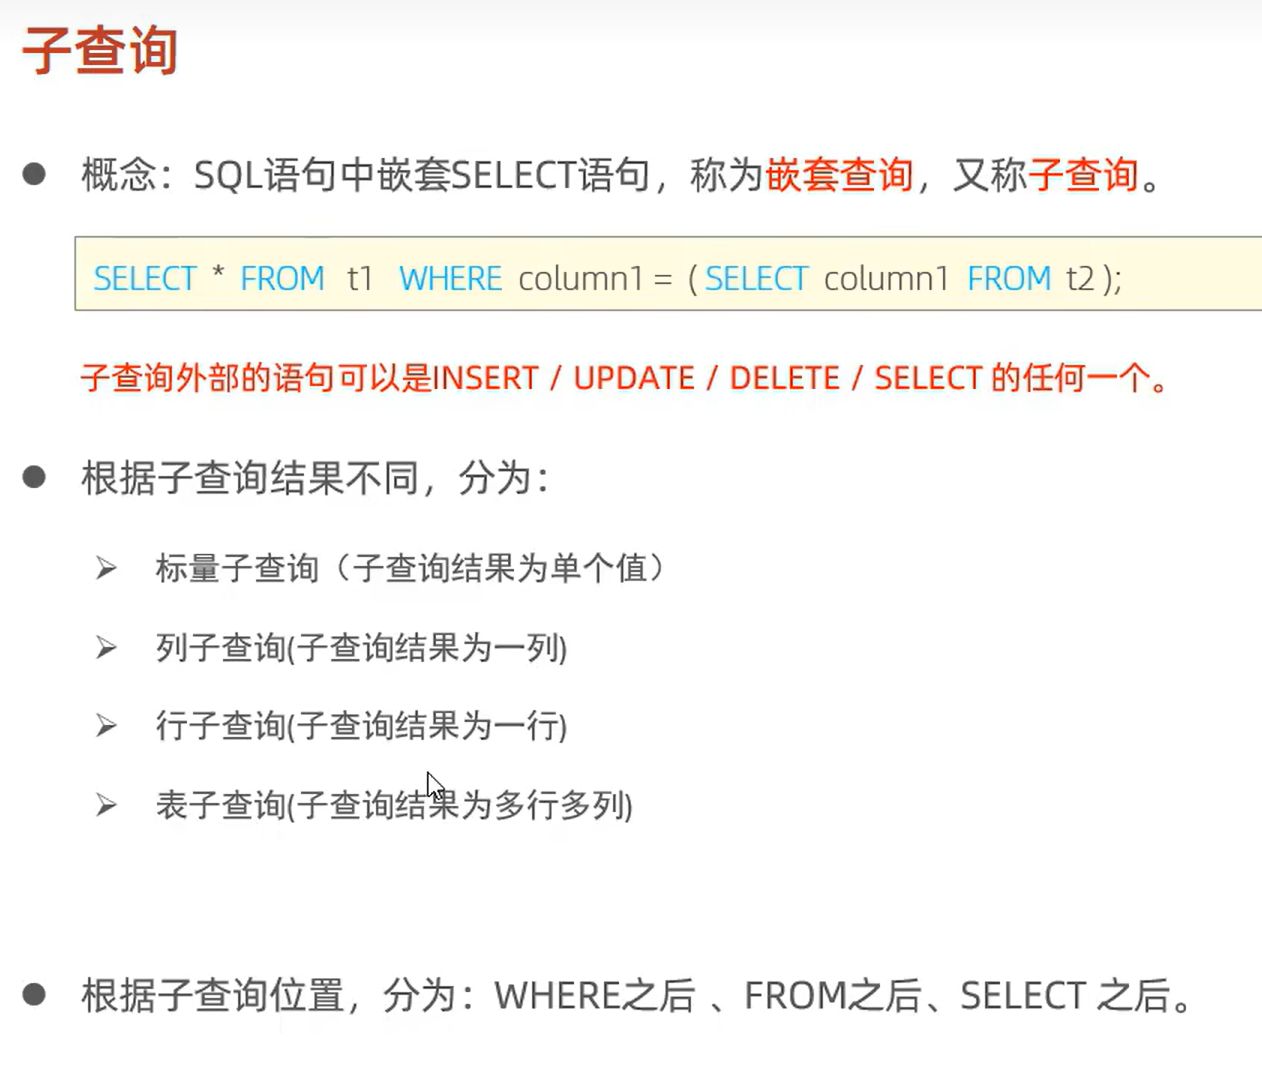 子查询
概念：SQL语句中嵌套SELECT语句，称为嵌套查询，又称子查询。
SELECT * FROM t1 WHERE column1 = ( SELECT column1 FROM t2 );
子查询外部的语句可以是INSERT / UPDATE / DELETE / SELECT 的任何一个。
根据子查询结果不同，分为：
标量子查询（子查询结果为单个值）
列子查询(子查询结果为一列)
行子查询(子查询结果为一行)
表子查询(子查询结果为多行多列)
根据子查询位置，分为：WHERE之后 、FROM之后、SELECT 之后。